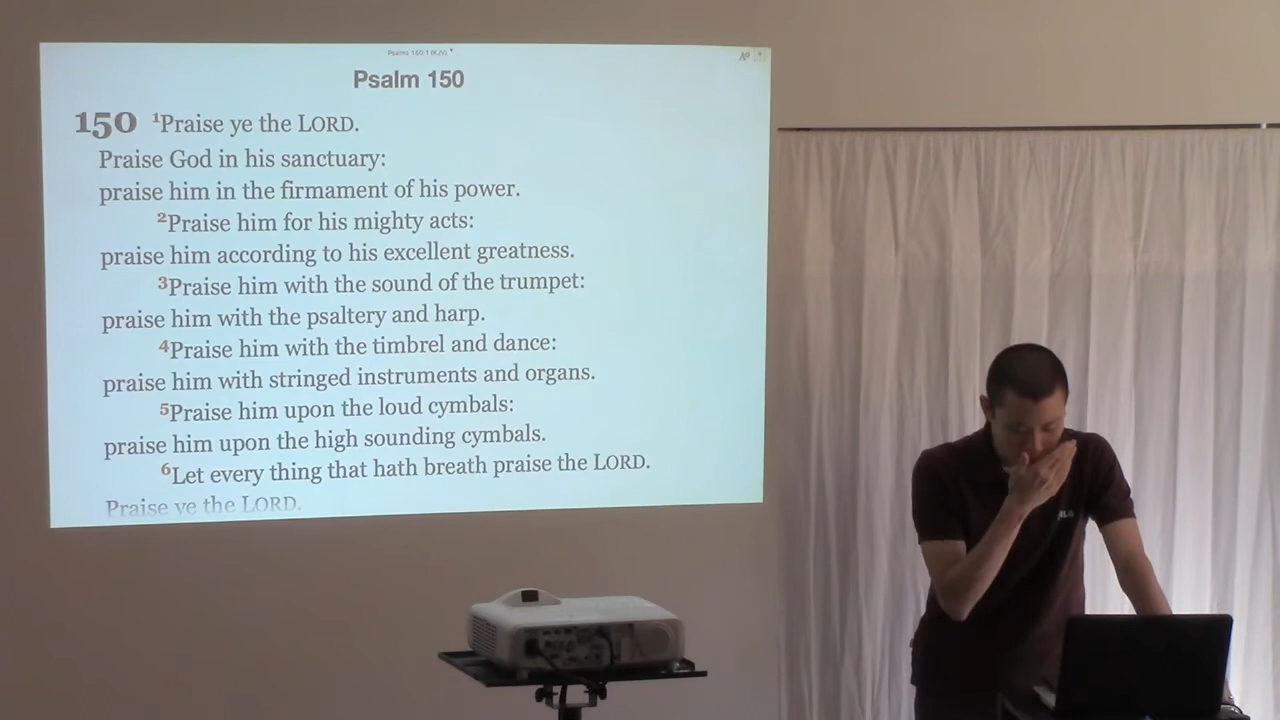 Psalms 150:1 (KJV)
Psalm 150
150 1Praise ye the LORD.
Praise God in his sanctuary:
praise him in the firmament of his power.
2Praise him for his mighty acts:
praise him according to his excellent greatness.
3Praise him with the sound of the trumpet:
praise him with the psaltery and harp.
4Praise him with the timbrel and dance:
praise him with stringed instruments and organs.
5Praise him upon the loud cymbals:
praise him upon the high sounding cymbals.
6Let every thing that hath breath praise the LORD.
Praise ye the LORD.